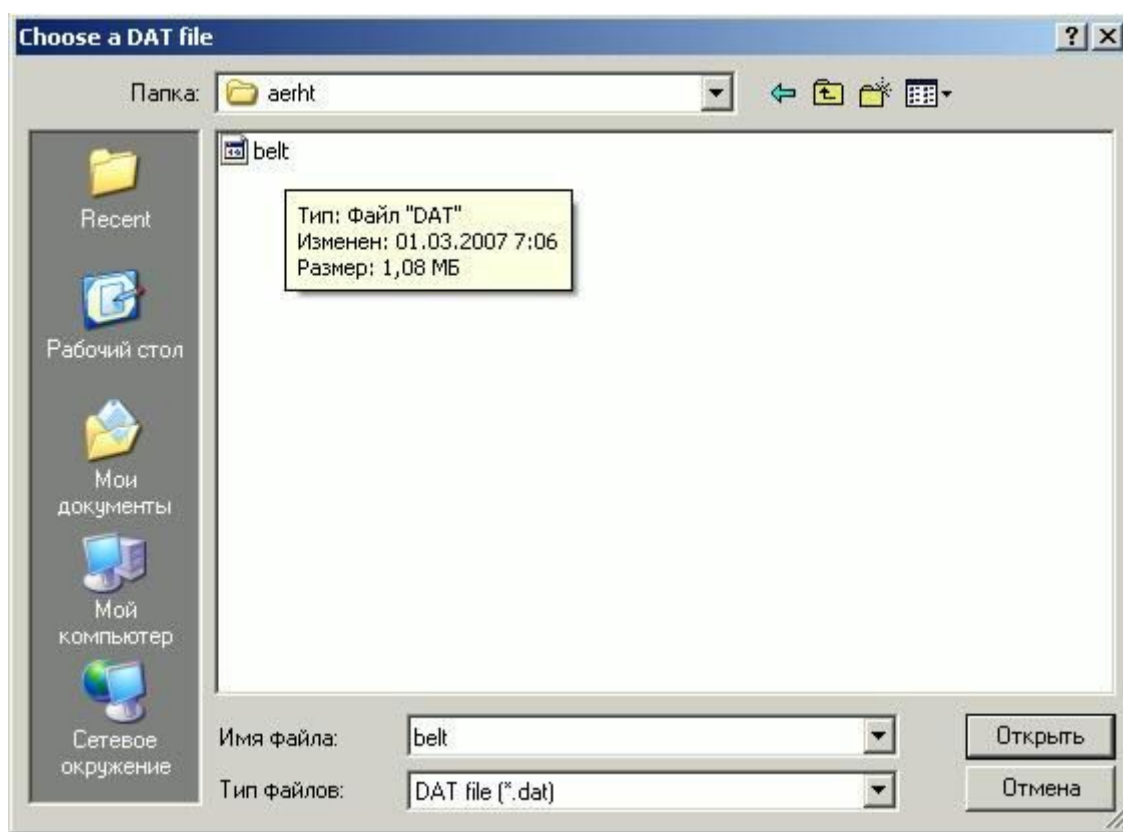 Choose a DAT file
Папка: aerht
belt
Тип: Файл "DAT"
Изменен: 01.03.2007 7:06
Размер: 1,08 МБ
Recent
Рабочий стол
Мои
документы
Мой
компьютер
Сетевое
окружение
Имя файла: belt Открыть
Тип файлов: DAT file (*.dat) Отмена